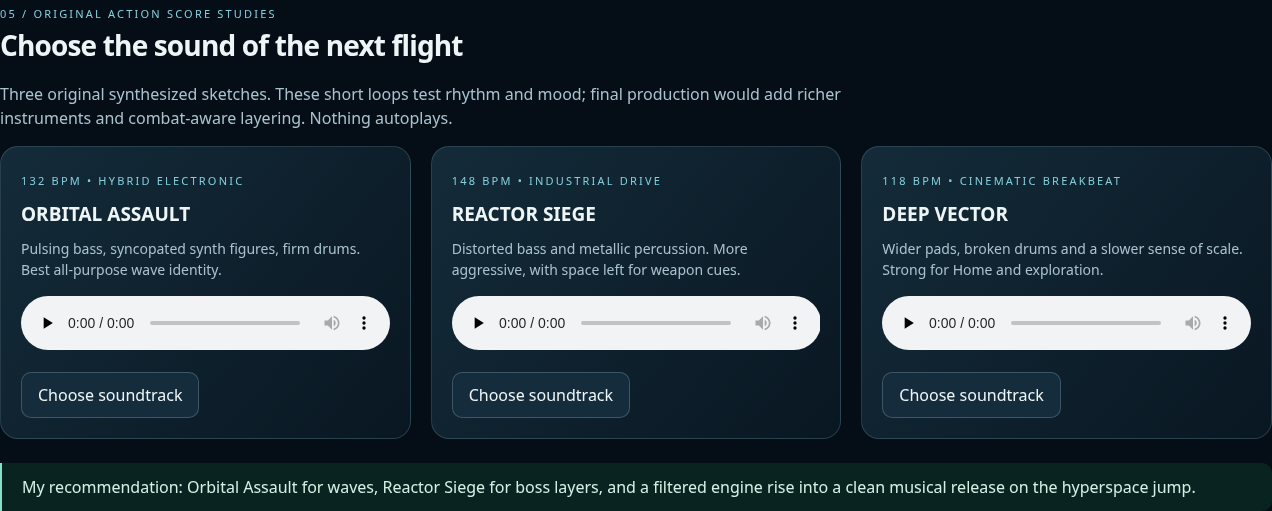 05 / ORIGINAL ACTION SCORE STUDIES
Choose the sound of the next flight
Three original synthesized sketches. These short loops test rhythm and mood; final production would add richer
instruments and combat-aware layering. Nothing autoplays.
132 BPM • HYBRID ELECTRONIC
ORBITAL ASSAULT
Pulsing bass, syncopated synth figures, firm drums.
Best all-purpose wave identity.
0:00 / 0:00
Choose soundtrack
148 BPM • INDUSTRIAL DRIVE
REACTOR SIEGE
Distorted bass and metallic percussion. More
aggressive, with space left for weapon cues.
0:00 / 0:00
Choose soundtrack
118 BPM • CINEMATIC BREAKBEAT
DEEP VECTOR
Wider pads, broken drums and a slower sense of scale.
Strong for Home and exploration.
0:00 / 0:00
Choose soundtrack
My recommendation: Orbital Assault for waves, Reactor Siege for boss layers, and a filtered engine rise into a clean musical release on the hyperspace jump.